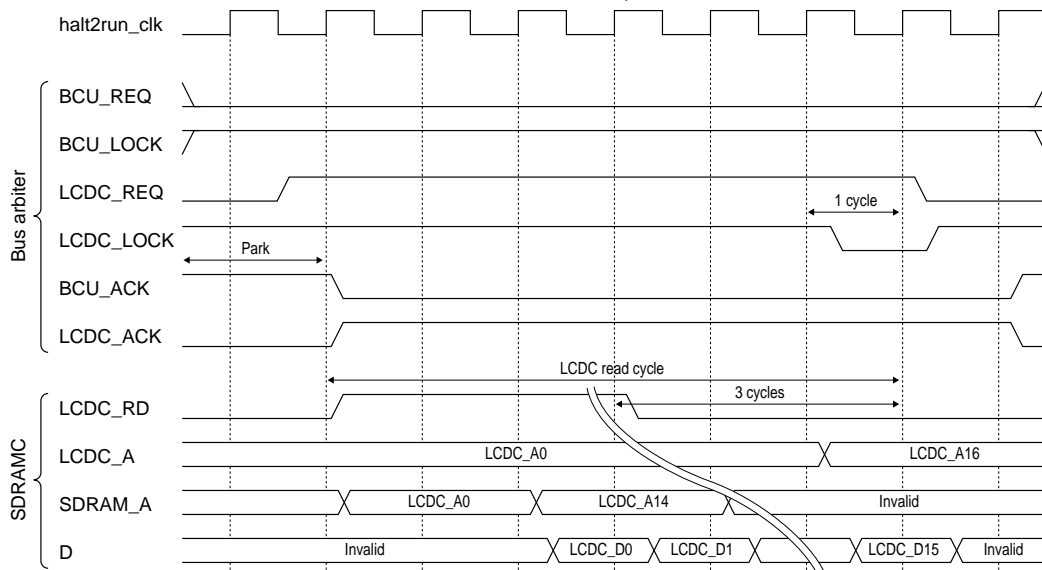 halt2run_clk
Bus arbiter
BCU_REQ
BCU_LOCK
LCDC_REQ
1 cycle
LCDC_LOCK
Park
BCU_ACK
LCDC_ACK
LCDC read cycle
SDRAMC
LCDC_RD
3 cycles
LCDC_A
LCDC_A0
LCDC_A16
SDRAM_A
LCDC_A0
LCDC_A14
Invalid
D
Invalid
LCDC_D0
LCDC_D1
LCDC_D15
Invalid